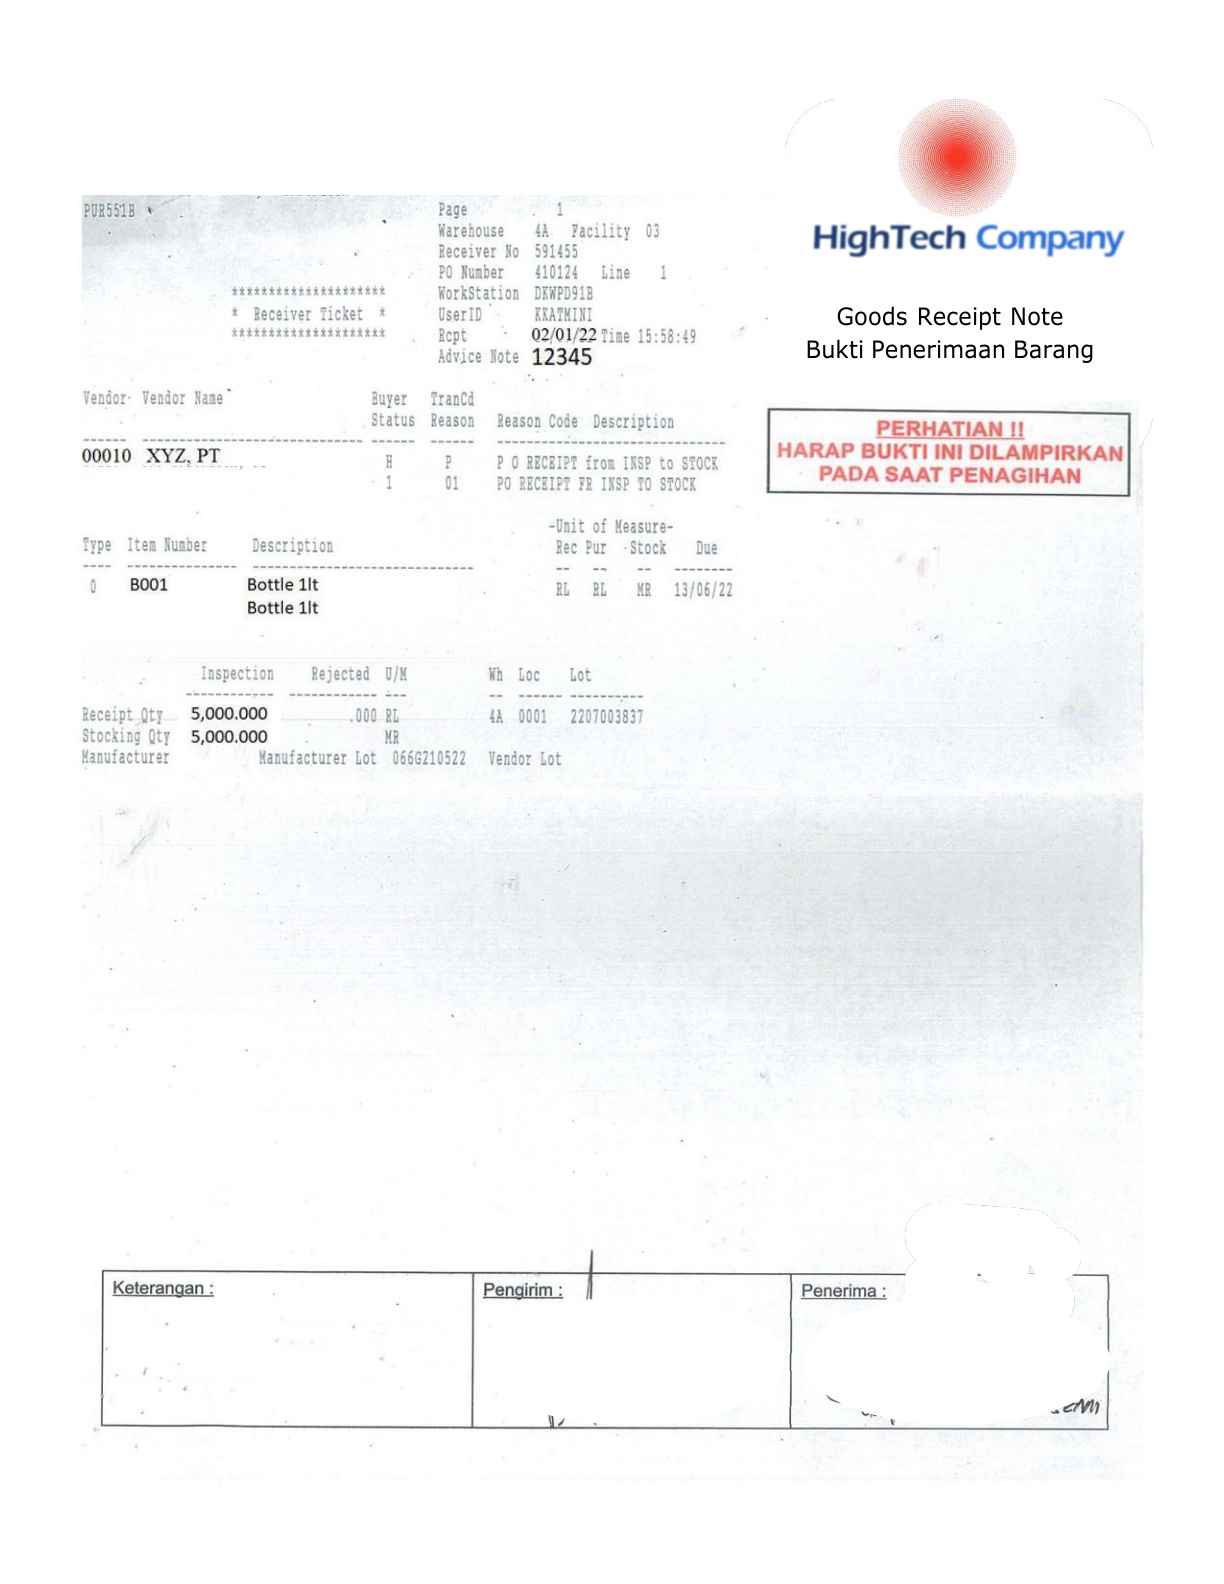 HighTech Company
Goods Receipt Note
Bukti Penerimaan Barang
PERHATIAN !!
HARAP BUKTI INI DILAMPIRKAN
PADA SAAT PENAGIHAN
PUR551B
Page 1
Warehouse 4A Facility 03
Receiver No 591455
PO Number 410124 Line 1
********************* WorkStation DKWPD91B
* Receiver Ticket * UserID KKATMINI
********************* Rcpt 02/01/22 Time 15:58:49
Advice Note 12345
Vendor Vendor Name Buyer TranCd
Status Reason Reason Code Description
00010 XYZ, PT H P P O RECEIPT from INSP to STOCK
1 01 PO RECEIPT FR INSP TO STOCK
-Unit of Measure-
Type Item Number Description Rec Pur Stock Due
0 B001 Bottle 1lt RL RL MR 13/06/22
Bottle 1lt
Inspection Rejected U/M Wh Loc Lot
Receipt Qty 5,000.000 .000 RL 4A 0001 2207003837
Stocking Qty 5,000.000 MR
Manufacturer Manufacturer Lot 066G210522 Vendor Lot
Keterangan : Pengirim : Penerima :